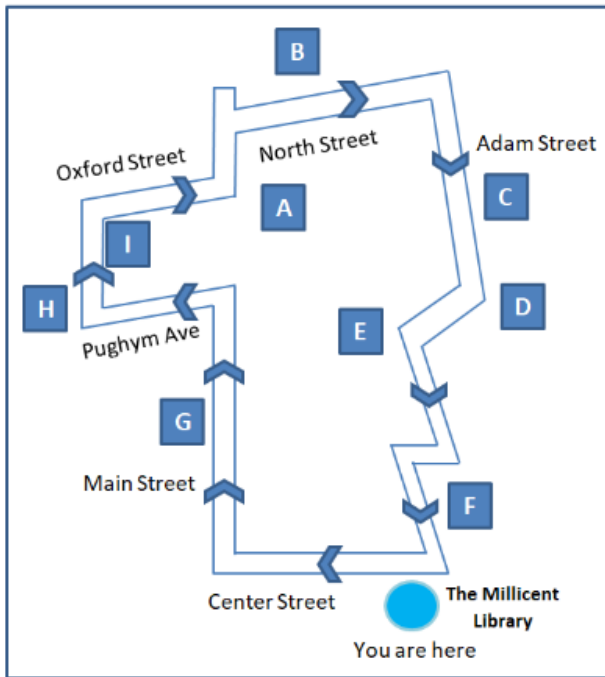 B
Oxford Street
North Street
Adam Street
A
C
I
H
D
E
Pughym Ave
G
Main Street
F
Center Street
The Millicent
Library
You are here